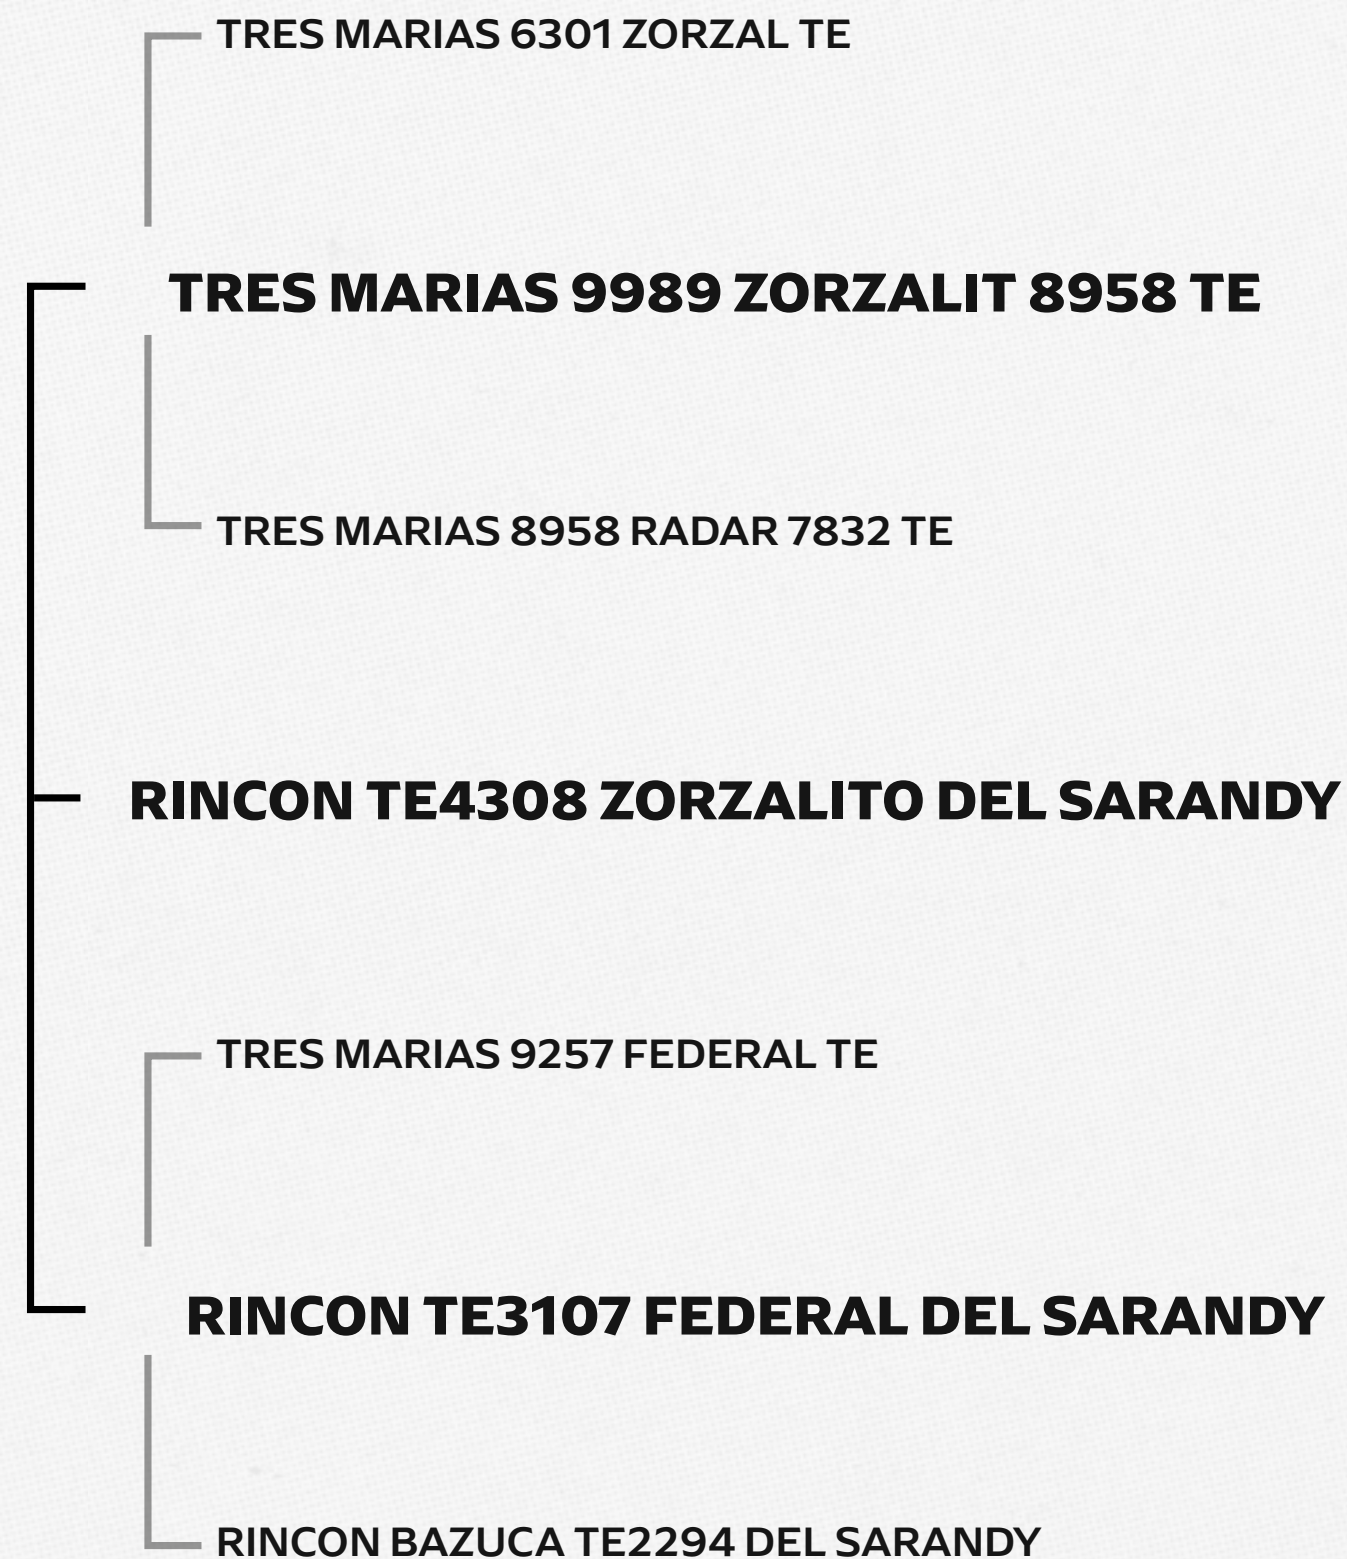 TRES MARIAS 6301 ZORZAL TE
TRES MARIAS 9989 ZORZALIT 8958 TE
TRES MARIAS 8958 RADAR 7832 TE
RINCON TE4308 ZORZALITO DEL SARANDY
TRES MARIAS 9257 FEDERAL TE
RINCON TE3107 FEDERAL DEL SARANDY
RINCON BAZUCA TE2294 DEL SARANDY